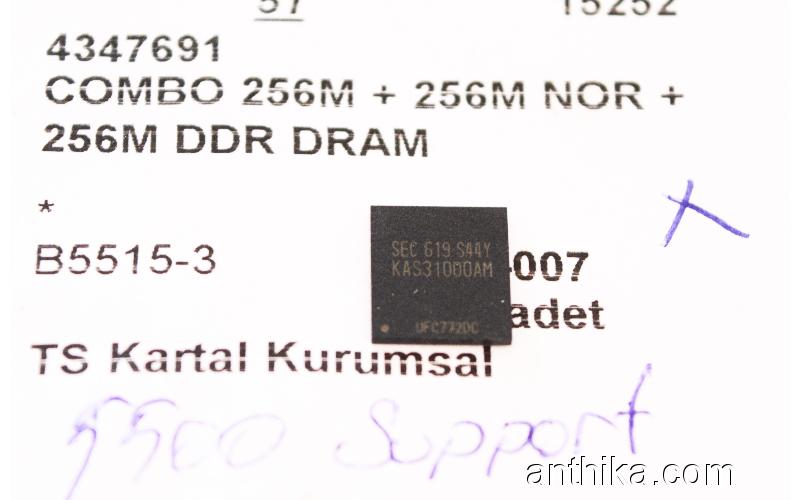 57 15252
4347691
COMBO 256M + 256M NOR +
256M DDR DRAM
*
B5515-3
SEC 619 S44Y
KAS31000AM
UFC772DC
-007
adet
TS Kartal Kurumsal
5500 Support
anthika.com